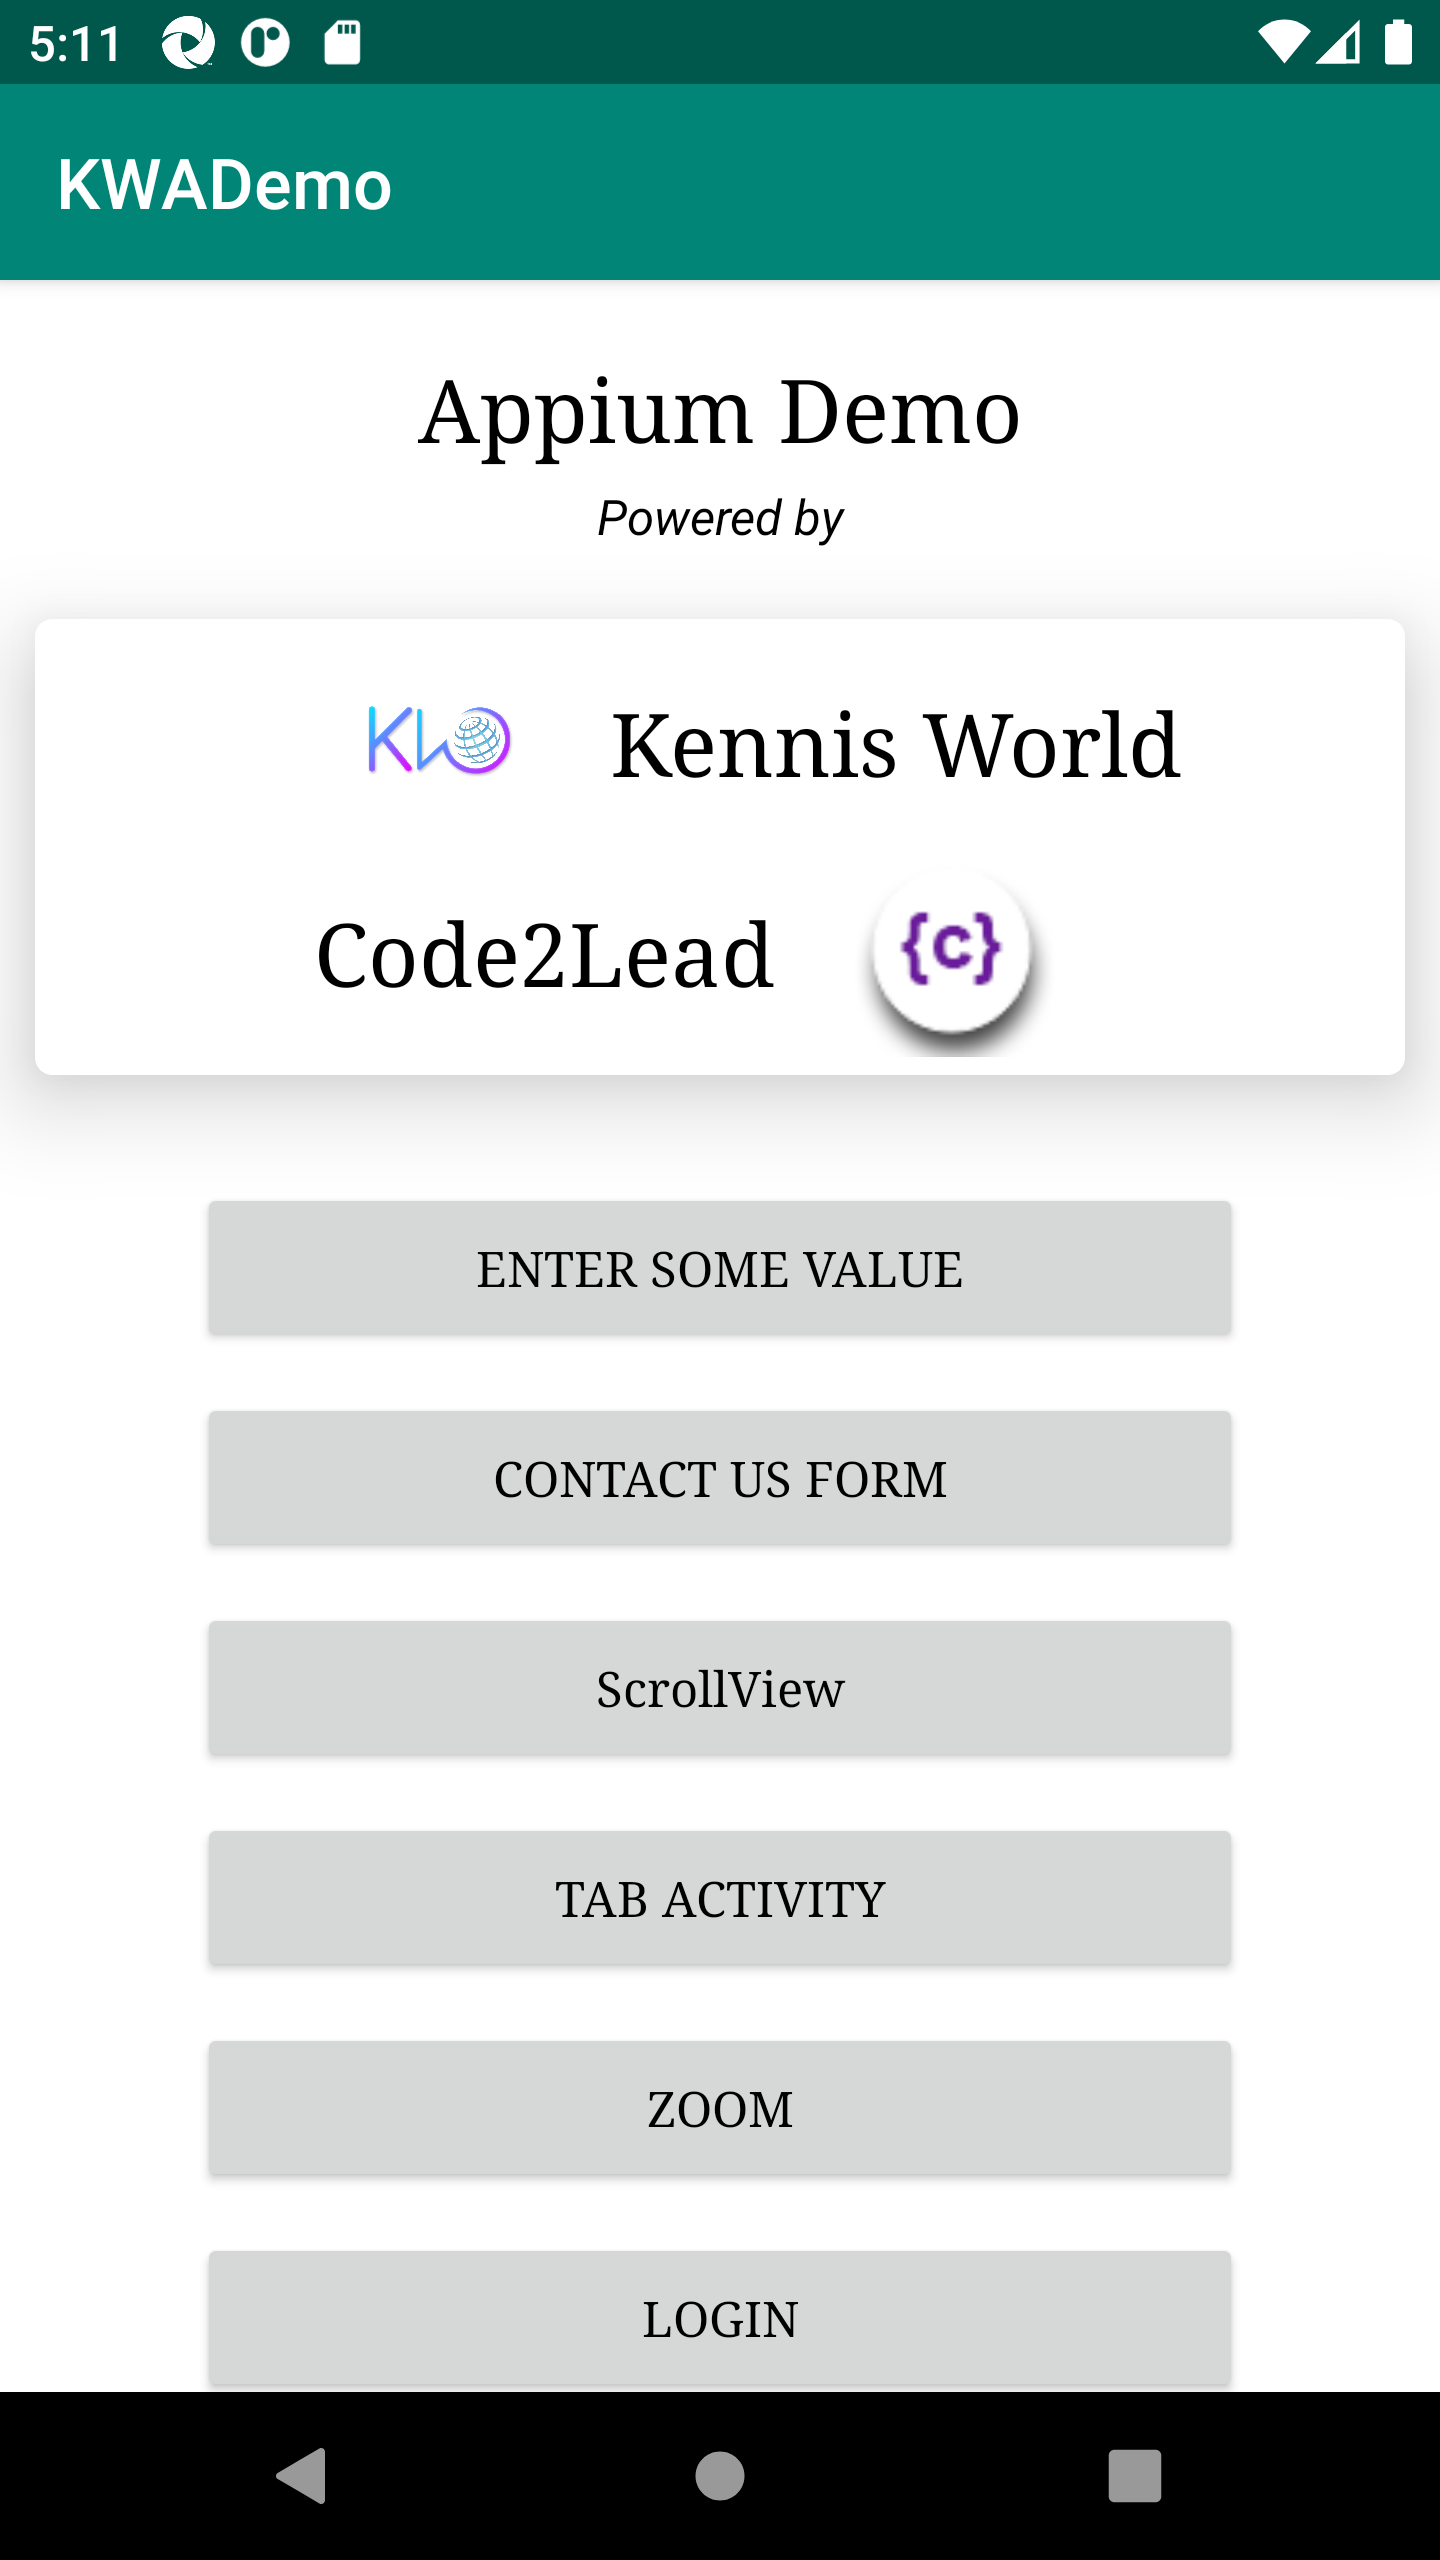 5:11
KWADemo
Appium Demo
Powered by
Kennis World
Code2Lead
{c}
ENTER SOME VALUE
CONTACT US FORM
ScrollView
TAB ACTIVITY
ZOOM
LOGIN